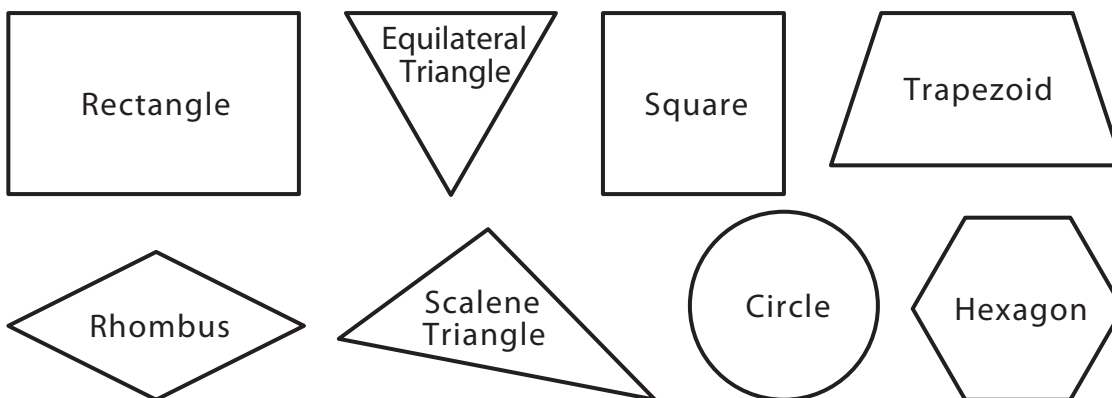 Rectangle
Equilateral
Triangle
Square
Trapezoid
Rhombus
Scalene
Triangle
Circle
Hexagon